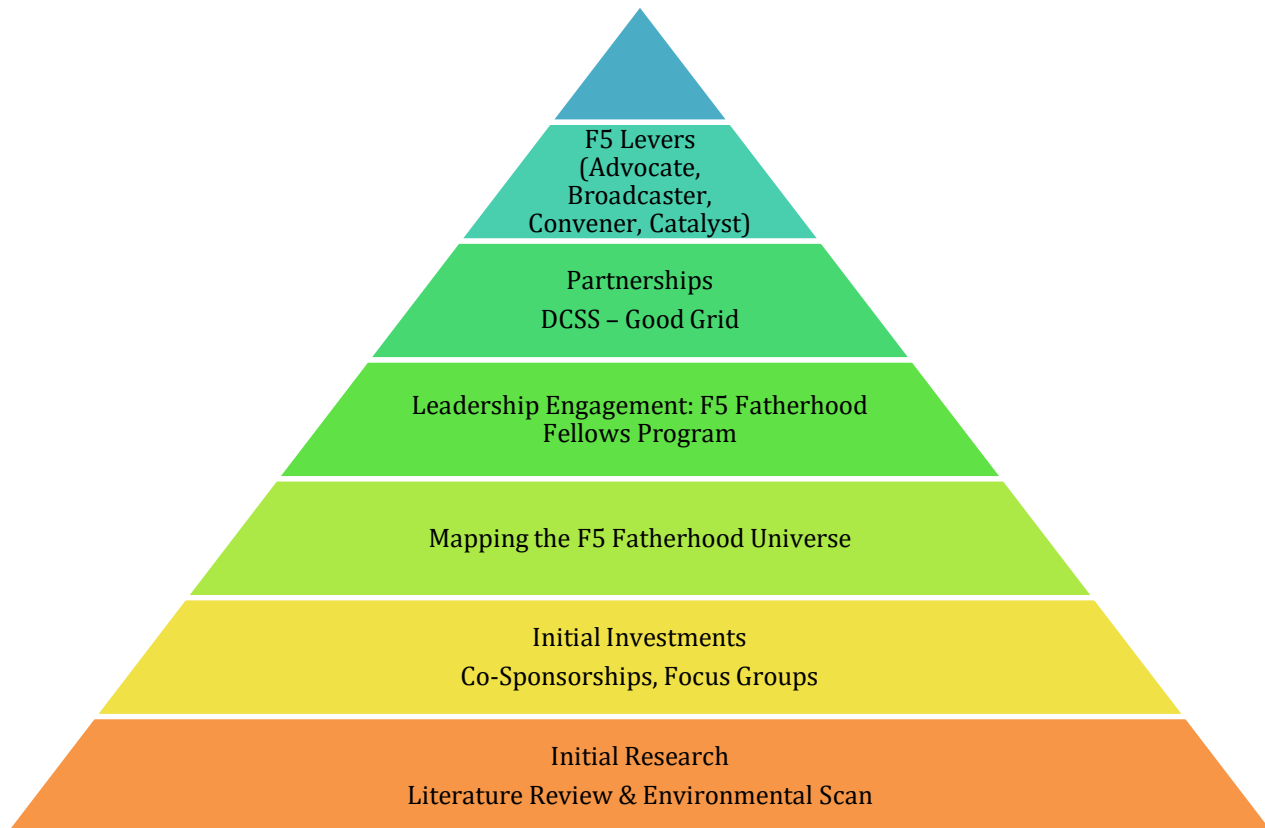 F5 Levers
(Advocate,
Broadcaster,
Convener, Catalyst)
Partnerships
DCSS – Good Grid
Leadership Engagement: F5 Fatherhood
Fellows Program
Mapping the F5 Fatherhood Universe
Initial Investments
Co-Sponsorships, Focus Groups
Initial Research
Literature Review & Environmental Scan